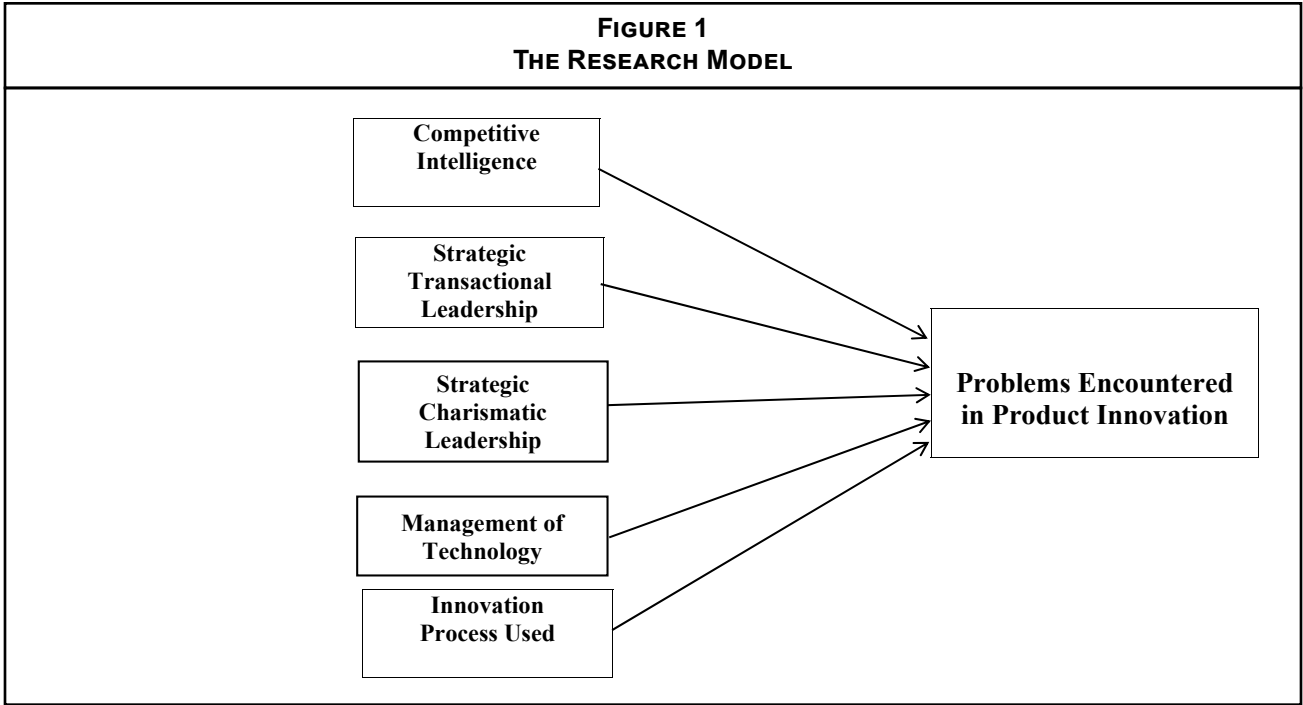 FIGURE 1
THE RESEARCH MODEL
Competitive
Intelligence
Strategic
Transactional
Leadership
Strategic
Charismatic
Leadership
Management of
Technology
Innovation
Process Used
Problems Encountered
in Product Innovation